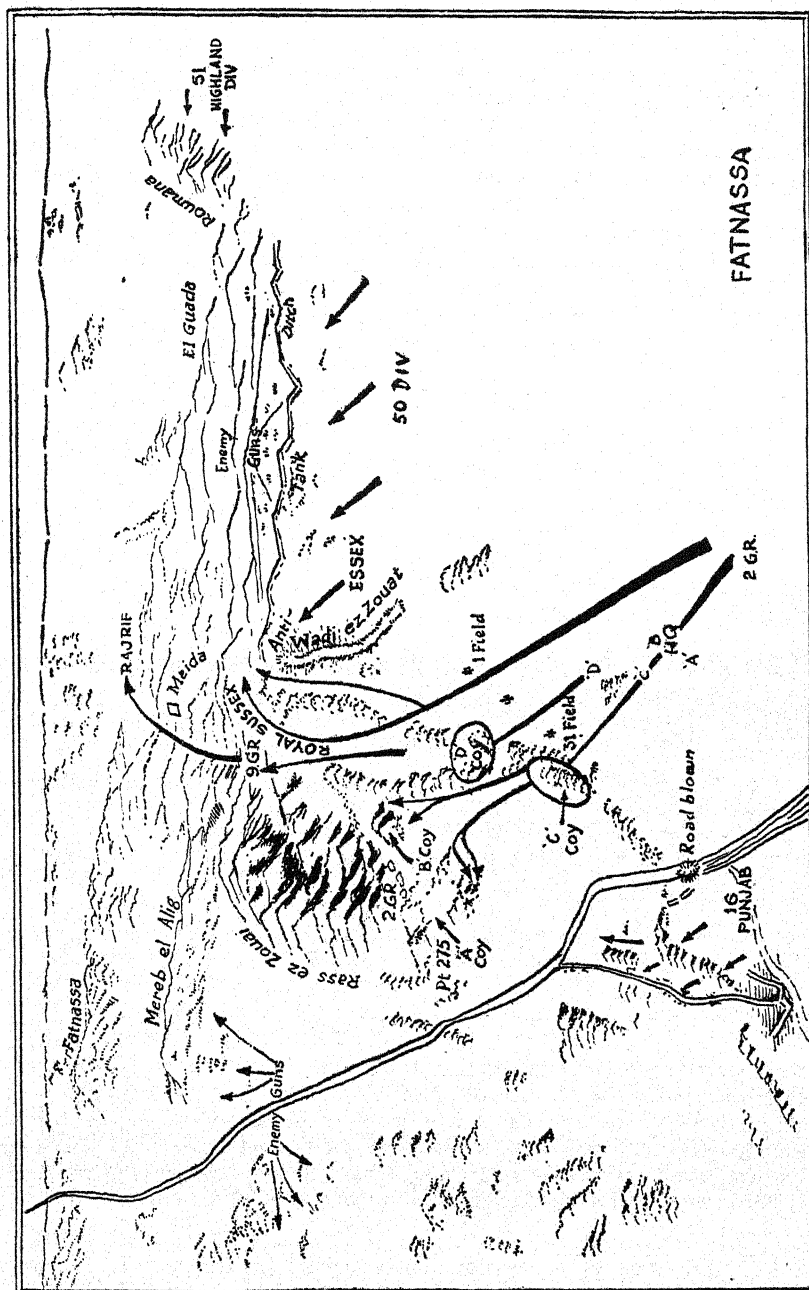 FATNASSA
51
HIGHLAND
DIV
Roumana
El Guada
Enemy
Guns
Anti-
Tank
Ditch
50 DIV
ESSEX
Wadi ez Zouat
RAJRIF
Meida
ROYAL SUSSEX
9.GR.
1 Field
2 G.R.
B
HQ
'A'
'C'
'D'
'D'
Coy
31 Field
'C'
Coy
B.Coy
2.GR.
Rass ez Zouai
Mereb el Alig
Fatnassa
Pt 275
A
Coy
Enemy Guns
Road blown
16
PUNJAB